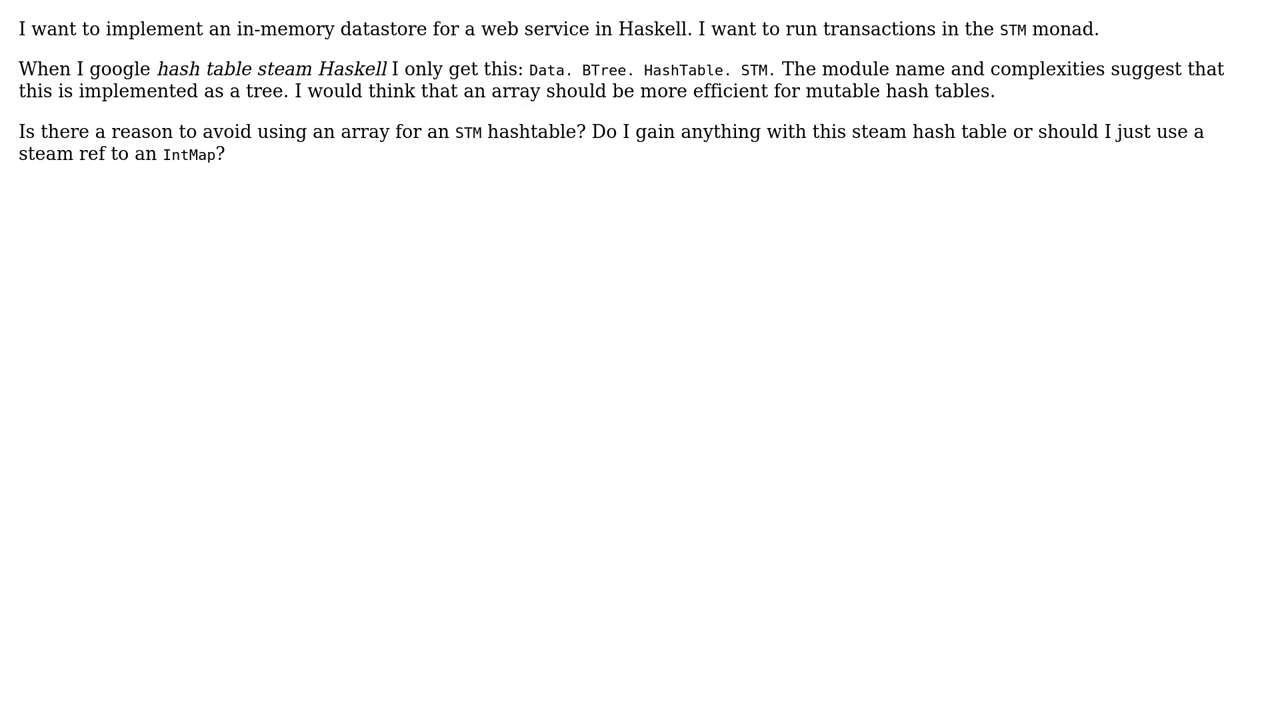 I want to implement an in-memory datastore for a web service in Haskell. I want to run transactions in the STM monad.
When I google hash table steam Haskell I only get this: Data. BTree. HashTable. STM. The module name and complexities suggest that
this is implemented as a tree. I would think that an array should be more efficient for mutable hash tables.
Is there a reason to avoid using an array for an STM hashtable? Do I gain anything with this steam hash table or should I just use a
steam ref to an IntMap?